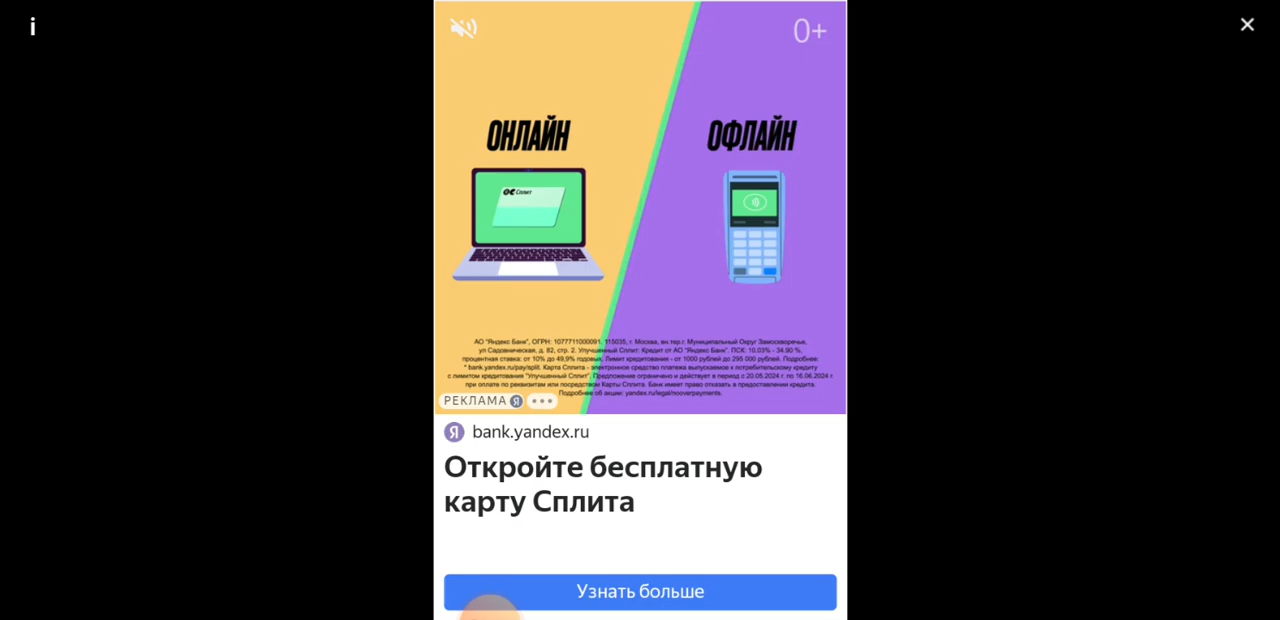 i
0+
ОНЛАЙН
ОФЛАЙН
Сплит
АО "Яндекс Банк", ОГРН: 1077711000091, 115035, г. Москва, вн.тер.г. Муниципальный Округ Замоскворечье,
ул Садовническая, д. 82, стр. 2. Улучшенный Сплит: Кредит от АО "Яндекс Банк". ПСК: 10.03% - 34.90 %,
процентная ставка: от 10% до 49,9% годовых. Лимит кредитования - от 1000 рублей до 295 000 рублей. Подробнее:
* bank.yandex.ru/pay/split. Карта Сплита - электронное средство платежа выпускаемое к потребительскому кредиту
с лимитом кредитования "Улучшенный Сплит". Предложение ограничено и действует в период с 20.05.2024 г. по 16.06.2024 г.
при оплате по реквизитам или посредством Карты Сплита. Банк имеет право отказать в предоставлении кредита.
Подробнее об акции: yandex.ru/legal/nooverpayments.
РЕКЛАМА Я
Я bank.yandex.ru
Откройте бесплатную
карту Сплита
Узнать больше